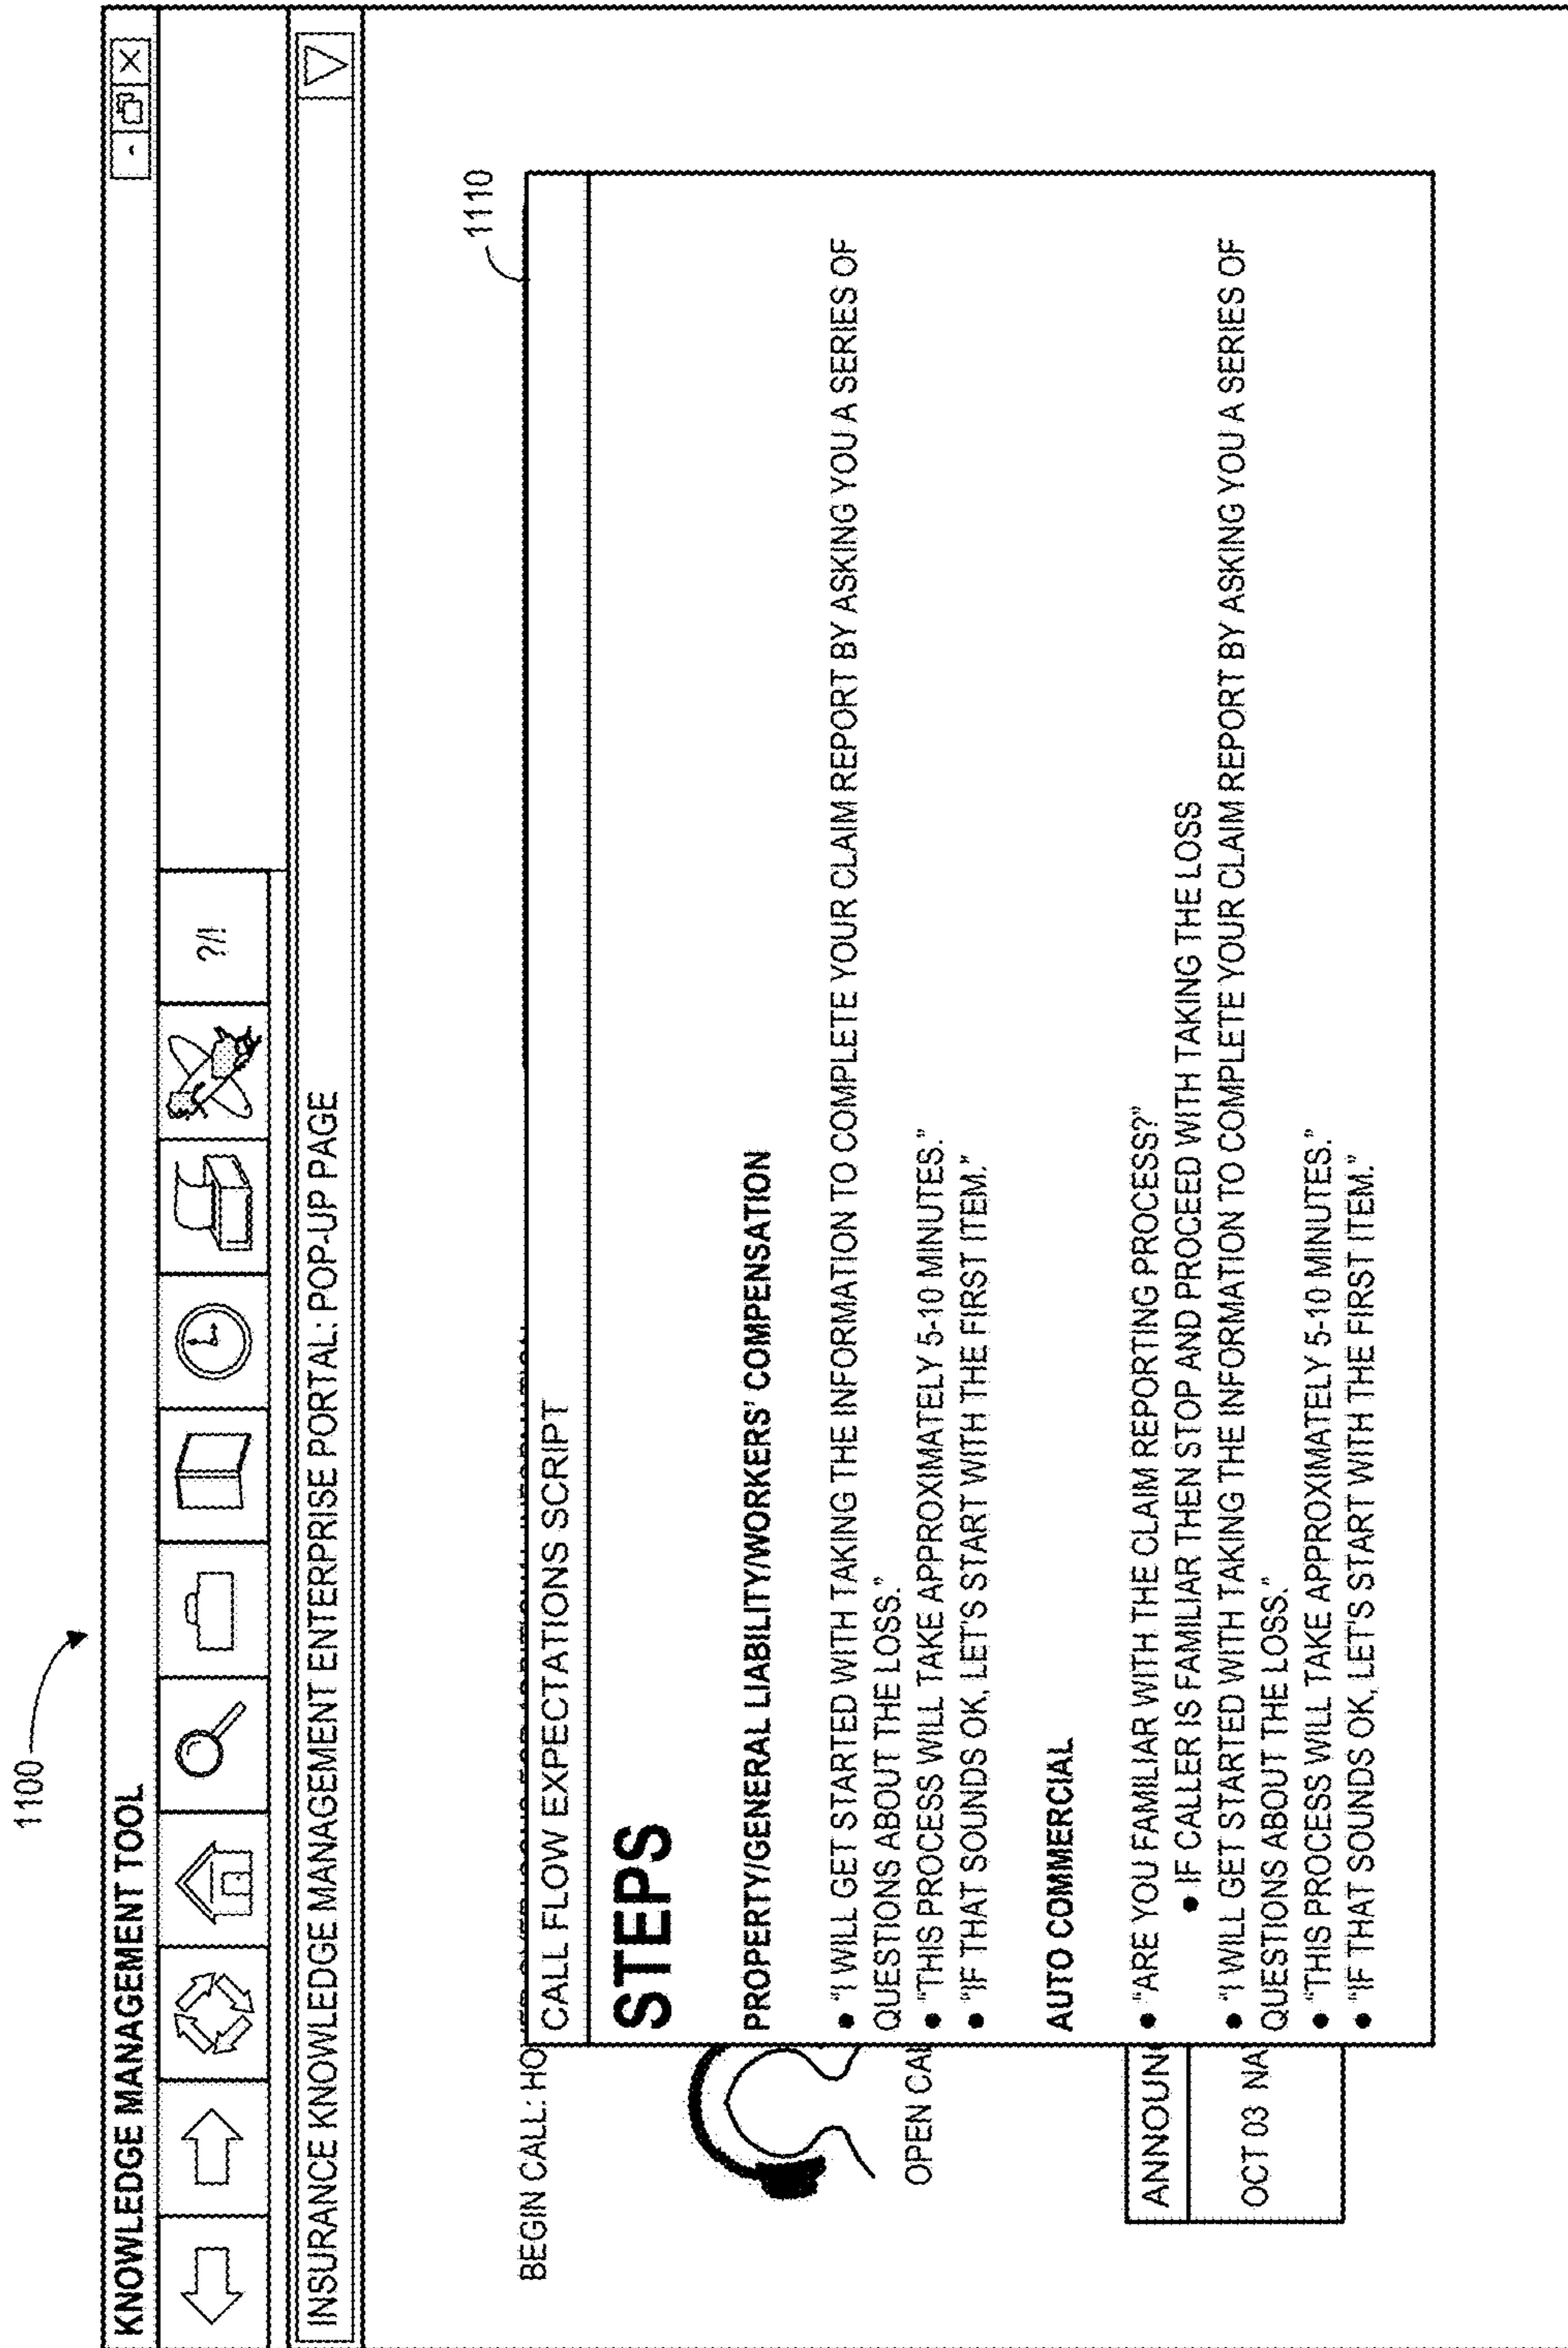 1100
KNOWLEDGE MANAGEMENT TOOL
- X
?/!
INSURANCE KNOWLEDGE MANAGEMENT ENTERPRISE PORTAL: POP-UP PAGE
1110
BEGIN CALL: HO
CALL FLOW EXPECTATIONS SCRIPT
STEPS
PROPERTY/GENERAL LIABILITY/WORKERS' COMPENSATION
● "I WILL GET STARTED WITH TAKING THE INFORMATION TO COMPLETE YOUR CLAIM REPORT BY ASKING YOU A SERIES OF
QUESTIONS ABOUT THE LOSS."
● "THIS PROCESS WILL TAKE APPROXIMATELY 5-10 MINUTES."
● "IF THAT SOUNDS OK, LET'S START WITH THE FIRST ITEM."
OPEN CAL
AUTO COMMERCIAL
● "ARE YOU FAMILIAR WITH THE CLAIM REPORTING PROCESS?"
● IF CALLER IS FAMILIAR THEN STOP AND PROCEED WITH TAKING THE LOSS
● "I WILL GET STARTED WITH TAKING THE INFORMATION TO COMPLETE YOUR CLAIM REPORT BY ASKING YOU A SERIES OF
QUESTIONS ABOUT THE LOSS."
● "THIS PROCESS WILL TAKE APPROXIMATELY 5-10 MINUTES."
● "IF THAT SOUNDS OK, LET'S START WITH THE FIRST ITEM."
ANNOUN
OCT 03 NA